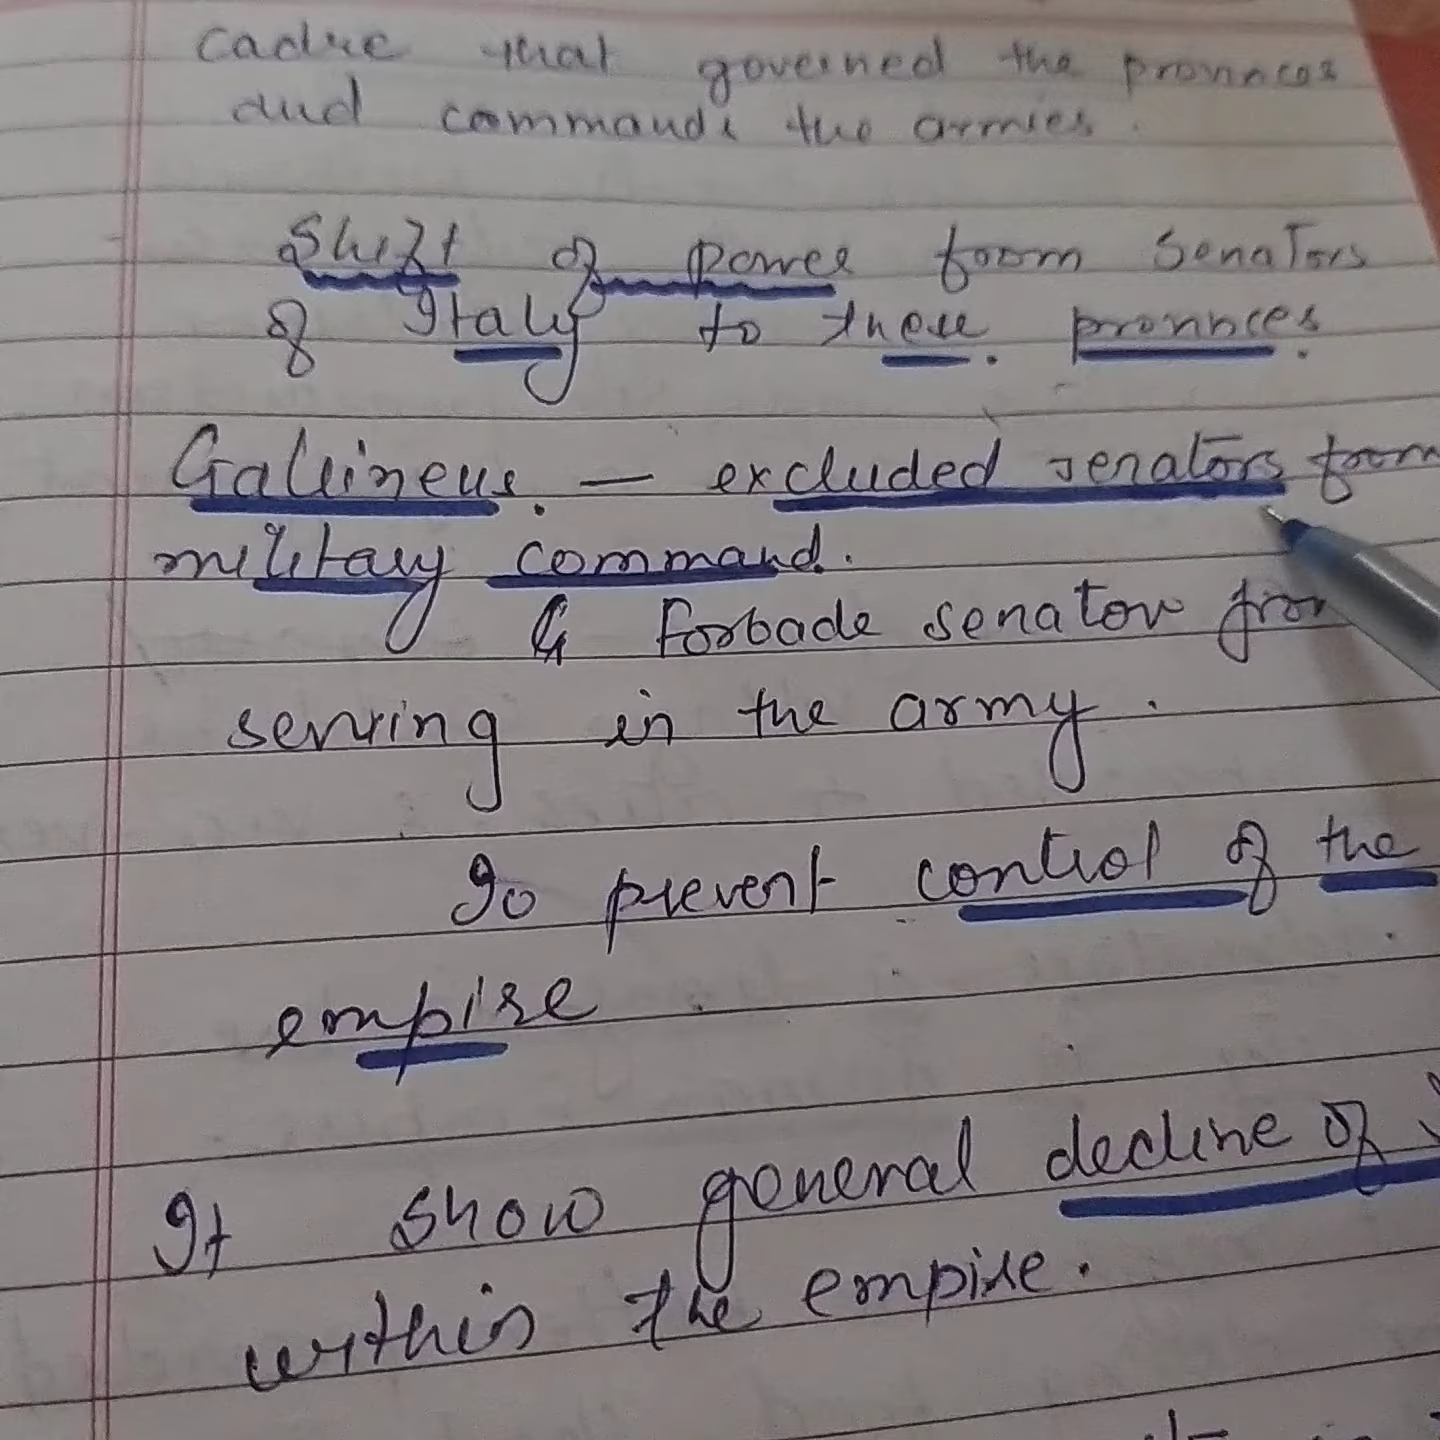 cadre that governed the provinces
and commands the armies.
Shift of power from Senators
of Italy to these. provinces.
Gallineus. — excluded senators from
military command.
forbade senator from
serving in the army.
To prevent control of the
empire
It show general decline of
within the empire.